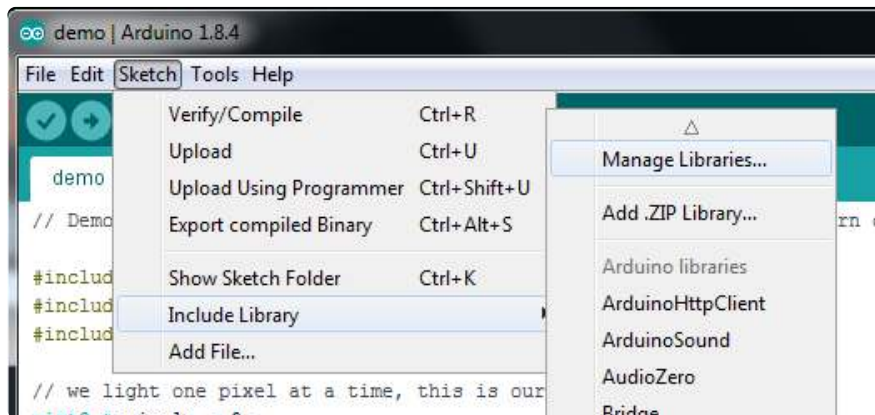 demo | Arduino 1.8.4
File Edit Sketch Tools Help
Verify/Compile Ctrl+R
Upload Ctrl+U
Upload Using Programmer Ctrl+Shift+U
Export compiled Binary Ctrl+Alt+S
Show Sketch Folder Ctrl+K
Include Library
Add File...
Manage Libraries...
Add .ZIP Library...
Arduino libraries
ArduinoHttpClient
ArduinoSound
AudioZero
Bridge
demo
// Demo
#includ
#includ
#includ
// we light one pixel at a time, this is our